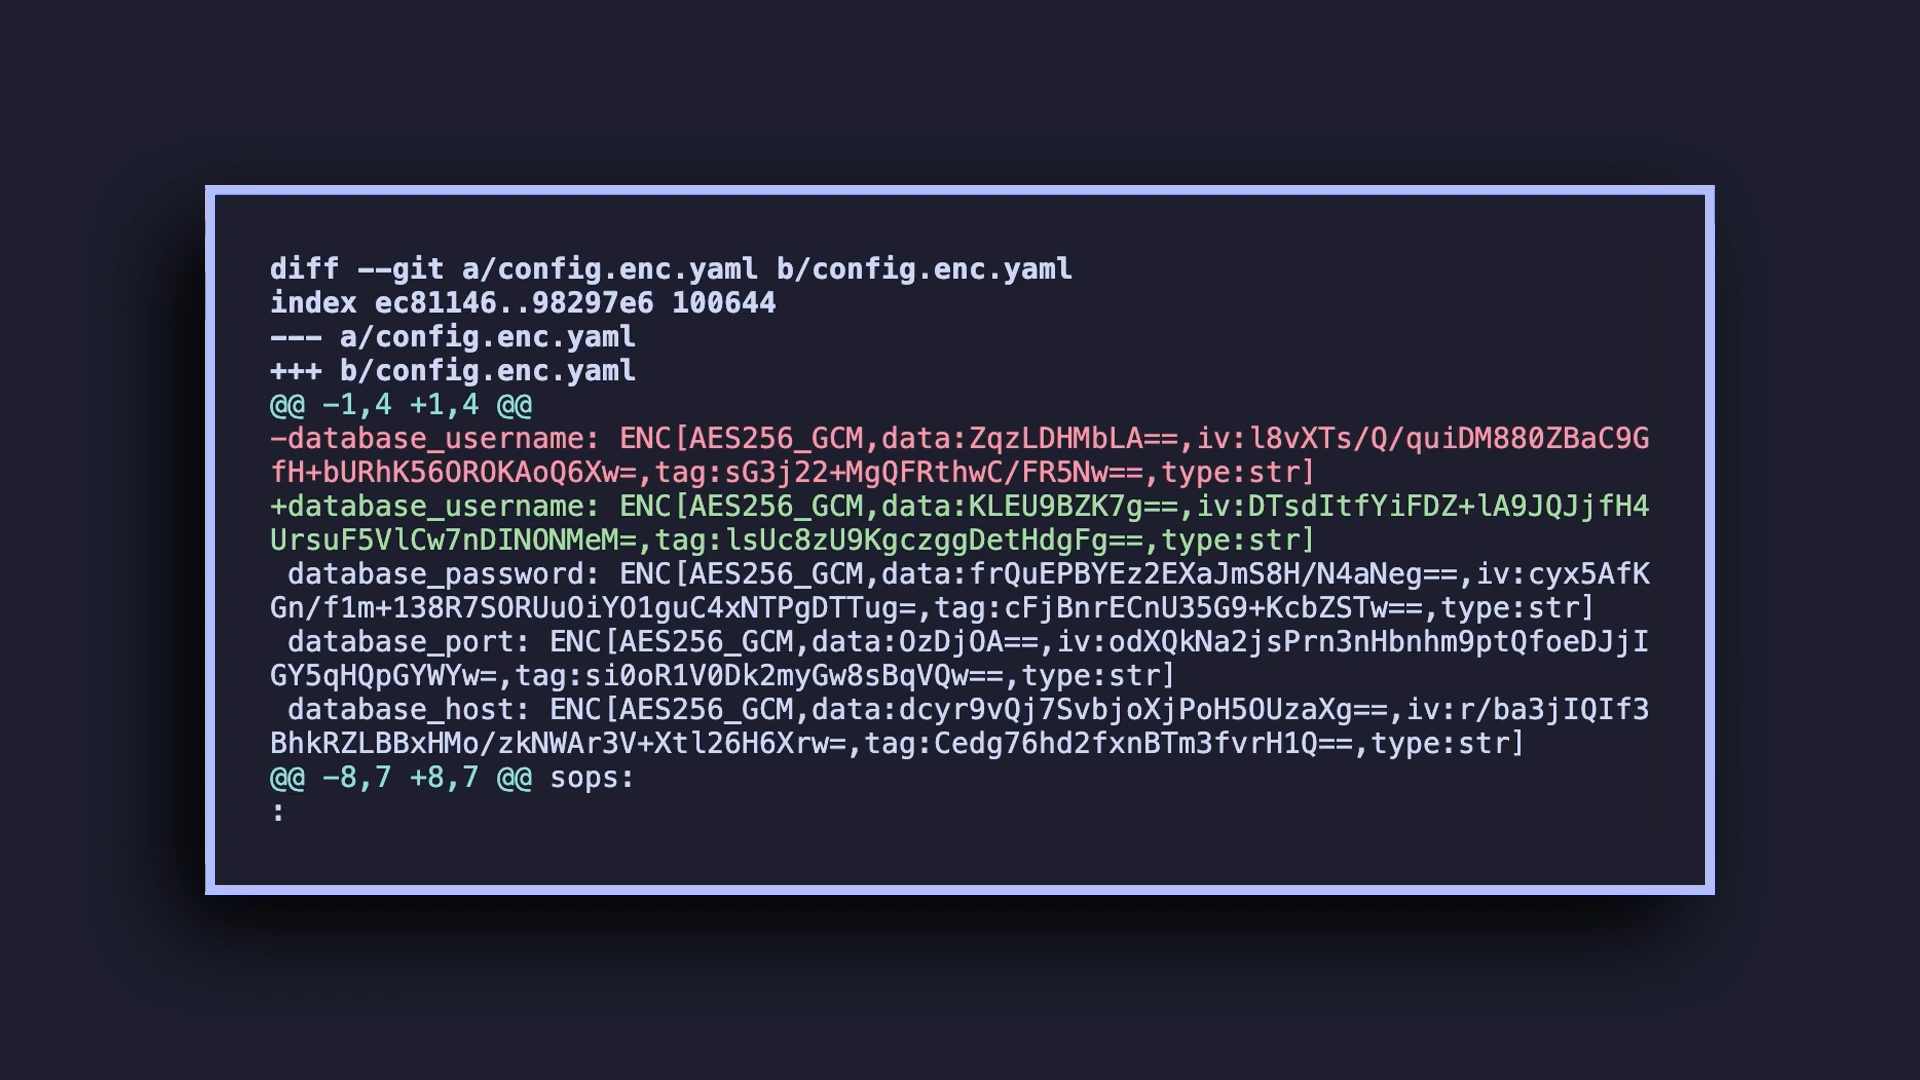 diff --git a/config.enc.yaml b/config.enc.yaml
index ec81146..98297e6 100644
--- a/config.enc.yaml
+++ b/config.enc.yaml
@@ -1,4 +1,4 @@
-database_username: ENC[AES256_GCM,data:ZqzLDHMbLA==,iv:l8vXTs/Q/quiDM880ZBaC9G
fH+bURhK56OROKAoQ6Xw=,tag:sG3j22+MgQFRthwC/FR5Nw==,type:str]
+database_username: ENC[AES256_GCM,data:KLEU9BZK7g==,iv:DTsdItfYiFDZ+lA9JQJjfH4
UrsuF5VlCw7nDINONMeM=,tag:lsUc8zU9KgczggDetHdgFg==,type:str]
 database_password: ENC[AES256_GCM,data:frQuEPBYEz2EXaJmS8H/N4aNeg==,iv:cyx5AfK
Gn/f1m+138R7SORUuOiYO1guC4xNTPgDTTug=,tag:cFjBnrECnU35G9+KcbZSTw==,type:str]
 database_port: ENC[AES256_GCM,data:OzDjOA==,iv:odXQkNa2jsPrn3nHbnhm9ptQfoeDJjI
GY5qHQpGYWYw=,tag:si0oR1V0Dk2myGw8sBqVQw==,type:str]
 database_host: ENC[AES256_GCM,data:dcyr9vQj7SvbjoXjPoH5OUzaXg==,iv:r/ba3jIQIf3
BhkRZLBBxHMo/zkNWAr3V+Xtl26H6Xrw=,tag:Cedg76hd2fxnBTm3fvrH1Q==,type:str]
@@ -8,7 +8,7 @@ sops:
: